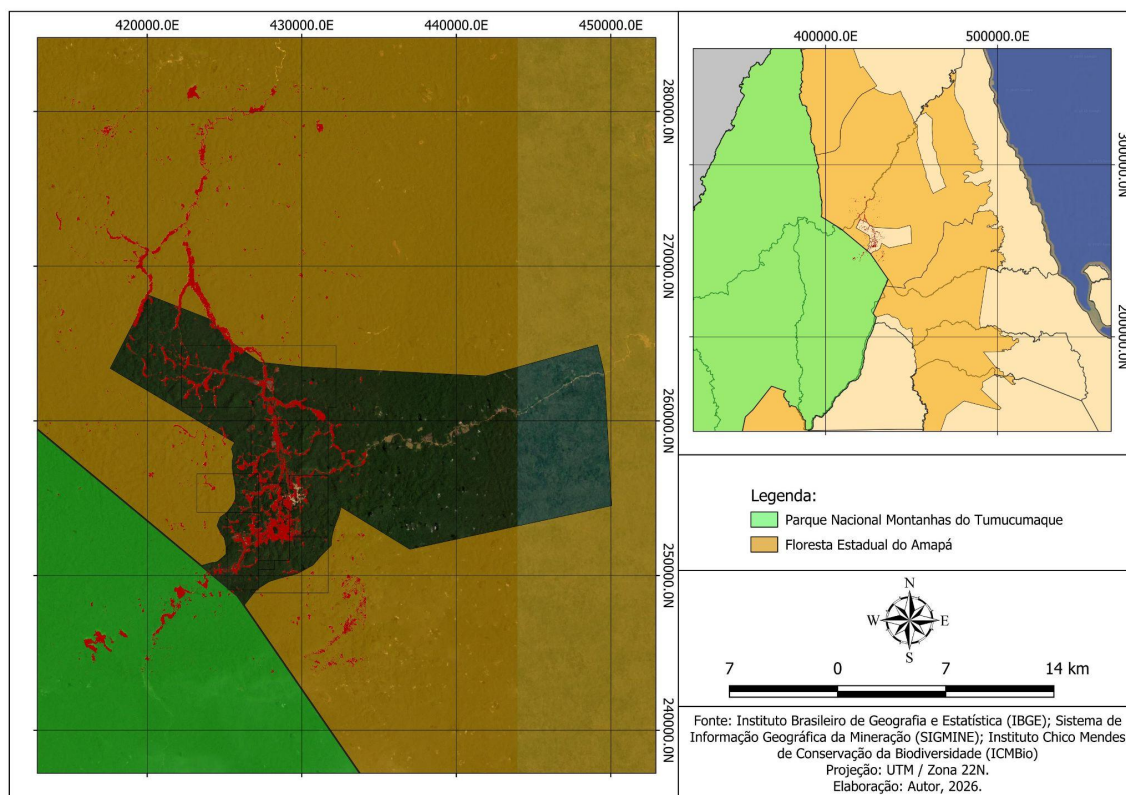 420000.0E 430000.0E 440000.0E 450000.0E
280000.0N
270000.0N
260000.0N
250000.0N
240000.0N
400000.0E 500000.0E
300000.0N
200000.0N
Legenda:
Parque Nacional Montanhas do Tumucumaque
Floresta Estadual do Amapá
N
W E
S
7 0 7 14 km
Fonte: Instituto Brasileiro de Geografia e Estatística (IBGE); Sistema de
Informação Geográfica da Mineração (SIGMINE); Instituto Chico Mendes
de Conservação da Biodiversidade (ICMBio)
Projeção: UTM / Zona 22N.
Elaboração: Autor, 2026.